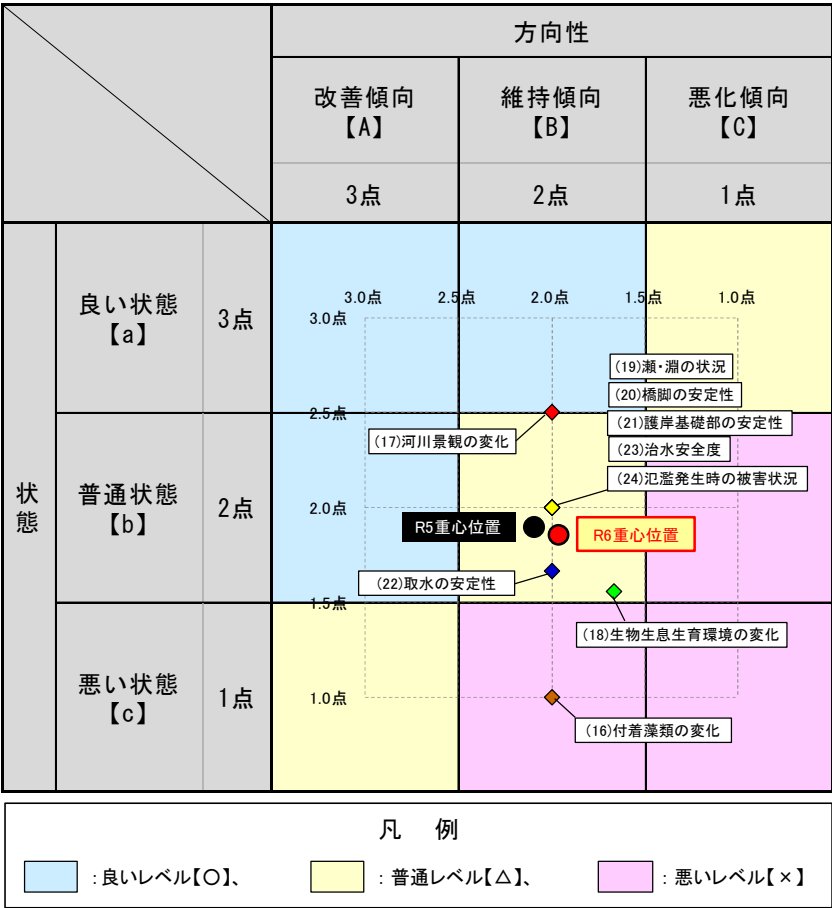 方向性
改善傾向
【A】
維持傾向
【B】
悪化傾向
【C】
3点
2点
1点
状態
良い状態
【a】
3点
普通状態
【b】
2点
悪い状態
【c】
1点
3.0点
2.5点
2.0点
1.5点
1.0点
3.0点
2.5点
2.0点
1.5点
1.0点
(19)瀬・淵の状況
(20)橋脚の安定性
(21)護岸基礎部の安定性
(23)治水安全度
(24)氾濫発生時の被害状況
(17)河川景観の変化
R5重心位置
R6重心位置
(22)取水の安定性
(18)生物生息生育環境の変化
(16)付着藻類の変化
凡 例
:良いレベル【〇】、
:普通レベル【△】、
:悪いレベル【×】